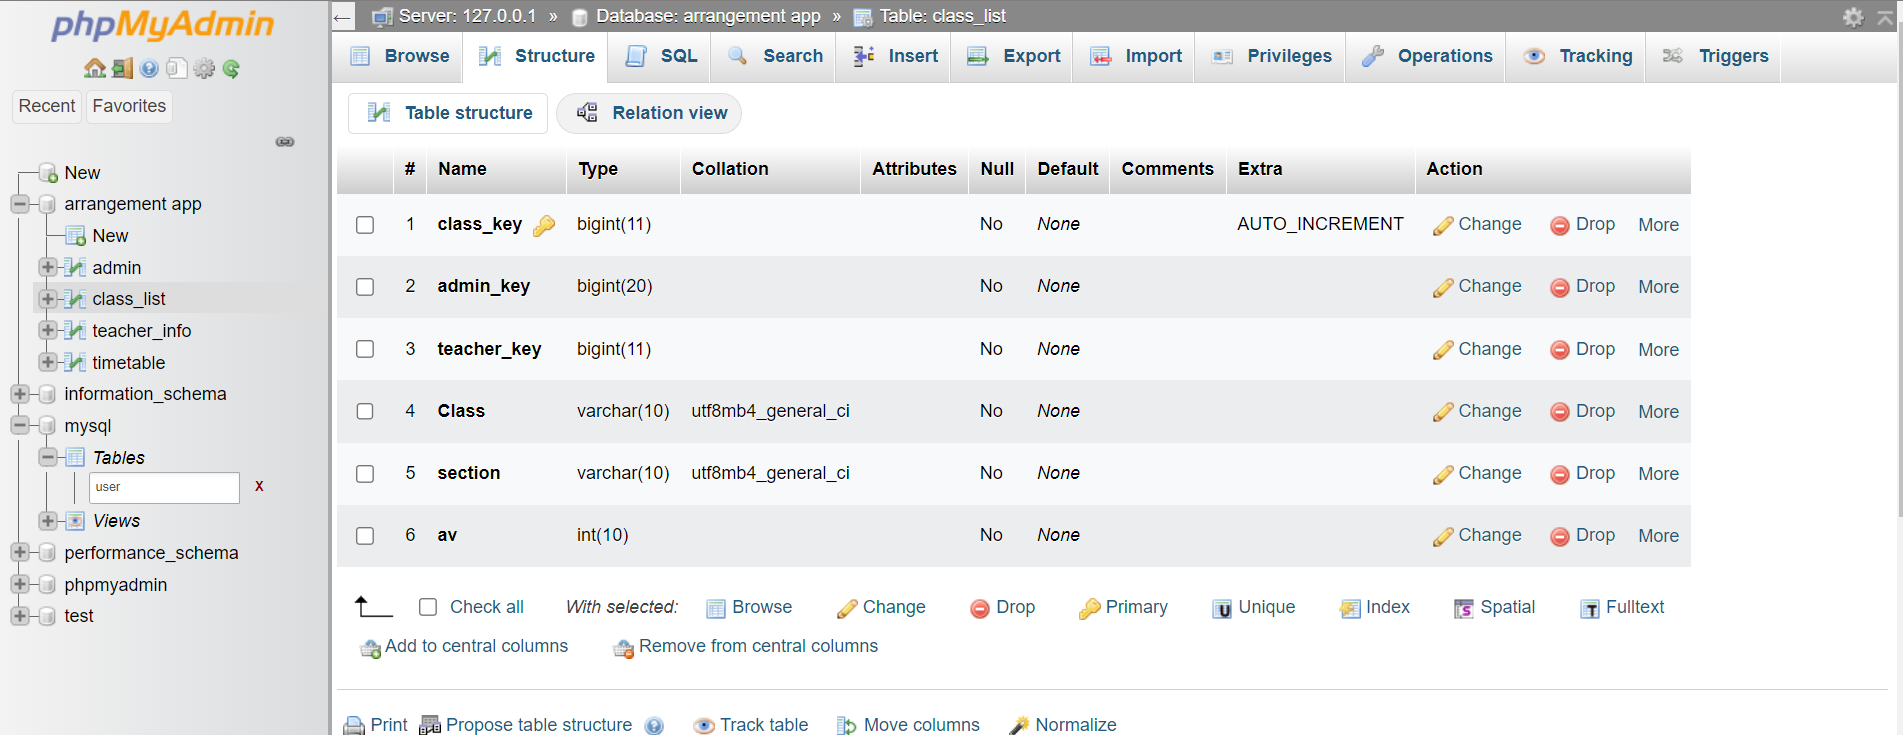 phpMyAdmin
Recent Favorites
New
arrangement app
New
admin
class_list
teacher_info
timetable
information_schema
mysql
Tables
user X
Views
performance_schema
phpmyadmin
test
← Server: 127.0.0.1 » Database: arrangement app » Table: class_list
Browse Structure SQL Search Insert Export Import Privileges Operations Tracking Triggers
Table structure Relation view
# Name Type Collation Attributes Null Default Comments Extra Action
1 class_key bigint(11) No None AUTO_INCREMENT Change Drop More
2 admin_key bigint(20) No None Change Drop More
3 teacher_key bigint(11) No None Change Drop More
4 Class varchar(10) utf8mb4_general_ci No None Change Drop More
5 section varchar(10) utf8mb4_general_ci No None Change Drop More
6 av int(10) No None Change Drop More
Check all With selected: Browse Change Drop Primary Unique Index Spatial Fulltext
Add to central columns Remove from central columns
Print Propose table structure Track table Move columns Normalize